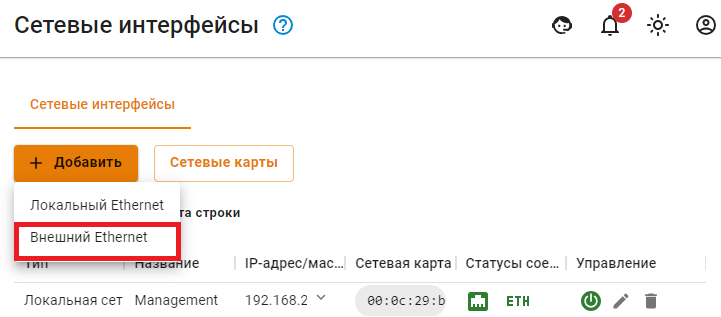 Сетевые интерфейсы
2
Сетевые интерфейсы
Добавить
Сетевые карты
Локальный Ethernet
та строки
Внешний Ethernet
Тип Название IP-адрес/мас... Сетевая карта Статусы сое... Управление
Локальная сет Management 192.168.2 00:0c:29:b ETH